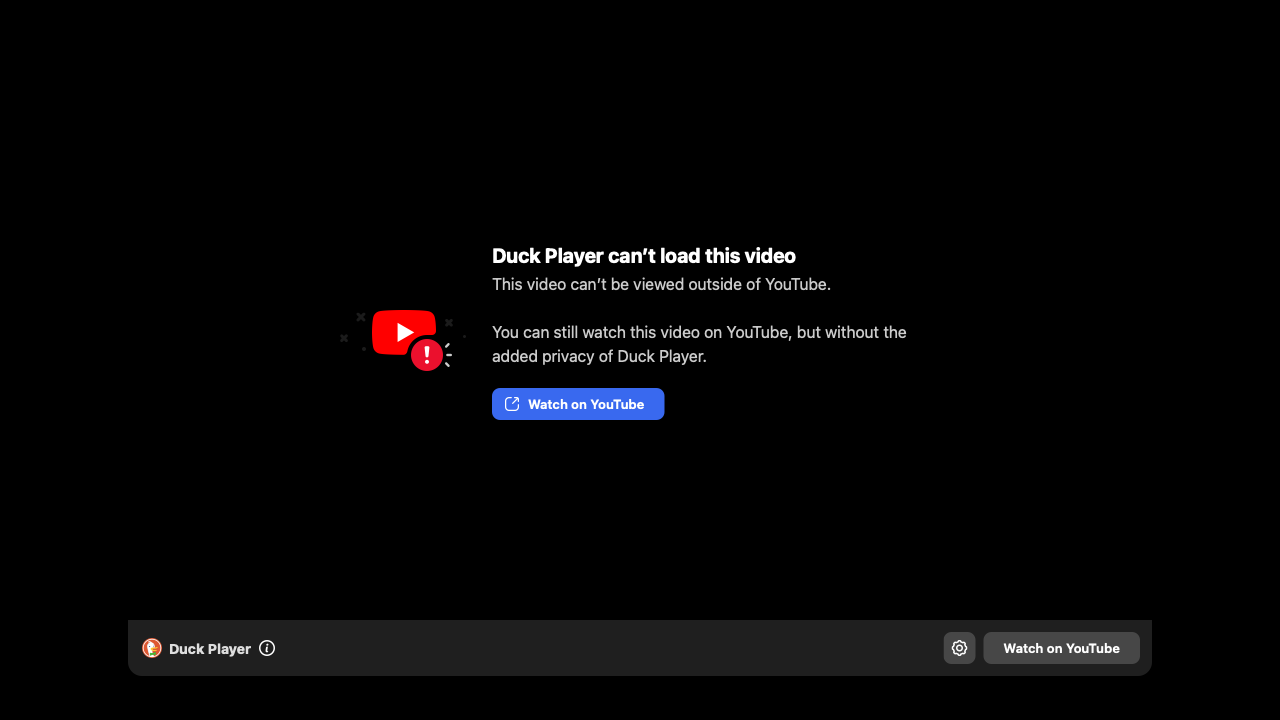 Duck Player can’t load this video
This video can’t be viewed outside of YouTube.
You can still watch this video on YouTube, but without the
added privacy of Duck Player.
Watch on YouTube
Duck Player
Watch on YouTube